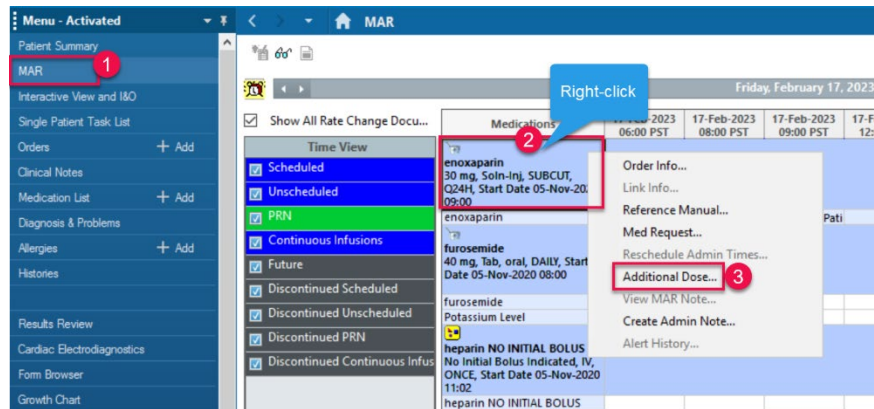 Menu - Activated
MAR
Patient Summary
MAR
1
Interactive View and I&O
Single Patient Task List
Orders + Add
Clinical Notes
Medication List + Add
Diagnosis & Problems
Allergies + Add
Histories
Results Review
Cardiac Electrodiagnostics
Form Browser
Growth Chart
Friday, February 17, 2023
Right-click
Show All Rate Change Docu...
Time View
Scheduled
Unscheduled
PRN
Continuous Infusions
Future
Discontinued Scheduled
Discontinued Unscheduled
Discontinued PRN
Discontinued Continuous Infus
Medications
2
17-Feb-2023
06:00 PST
17-Feb-2023
08:00 PST
17-Feb-2023
09:00 PST
17-F
12:
enoxaparin
30 mg, Soln-Inj, SUBCUT,
Q24H, Start Date 05-Nov-20
09:00
enoxaparin
Pati
furosemide
40 mg, Tab, oral, DAILY, Start
Date 05-Nov-2020 08:00
furosemide
Potassium Level
heparin NO INITIAL BOLUS
No Initial Bolus Indicated, IV,
ONCE, Start Date 05-Nov-2020
11:02
heparin NO INITIAL BOLUS
Order Info...
Link Info...
Reference Manual...
Med Request...
Reschedule Admin Times...
Additional Dose...
3
View MAR Note...
Create Admin Note...
Alert History...